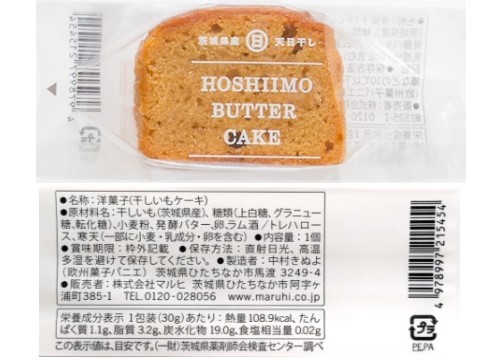 茨城県産 天日干し
HOSHIIMO
BUTTER
CAKE
4978997215454
プラ
PE,PA
●名称：洋菓子(干しいもケーキ)
●原材料名：干しいも(茨城県産)、糖類（上白糖、グラニュー
糖、転化糖）、小麦粉、発酵バター、卵、ラム酒／トレハロー
ス、寒天（一部に小麦・乳成分・卵を含む）●内容量：1個
●賞味期限：枠外記載 ●保存方法：直射日光、高温
多湿を避けて保存してください。●製造者：中村きぬよ
（欧州菓子パニエ）茨城県ひたちなか市馬渡 3249-4
●販売者：株式会社マルヒ 茨城県ひたちなか市阿字ヶ
浦町385-1 TEL.0120-028056 www.maruhi.co.jp
栄養成分表示 1包装(30g)あたり：熱量108.9kcal、たん
ぱく質1.1g、脂質3.2g、炭水化物19.0g、食塩相当量0.02g
この表示値は、目安です。（一財）茨城県薬剤師会検査センター調べ
4 978997 215454
プラ
PE,PA